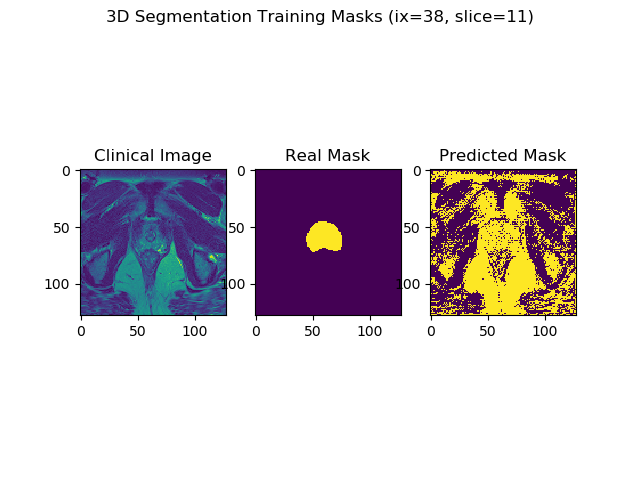 3D Segmentation Training Masks (ix=38, slice=11)
Clinical Image Real Mask Predicted Mask
0 0 0
50 50 50
100 100 100
0 50 100 0 50 100 0 50 100